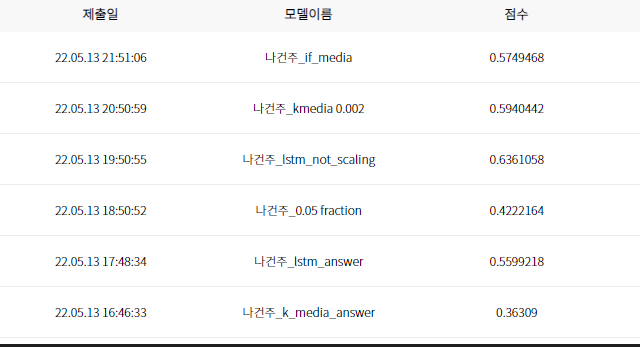 제출일 모델이름 점수
22.05.13 21:51:06 나건주_if_media 0.5749468
22.05.13 20:50:59 나건주_kmedia 0.002 0.5940442
22.05.13 19:50:55 나건주_lstm_not_scaling 0.6361058
22.05.13 18:50:52 나건주_0.05 fraction 0.4222164
22.05.13 17:48:34 나건주_lstm_answer 0.5599218
22.05.13 16:46:33 나건주_k_media_answer 0.36309